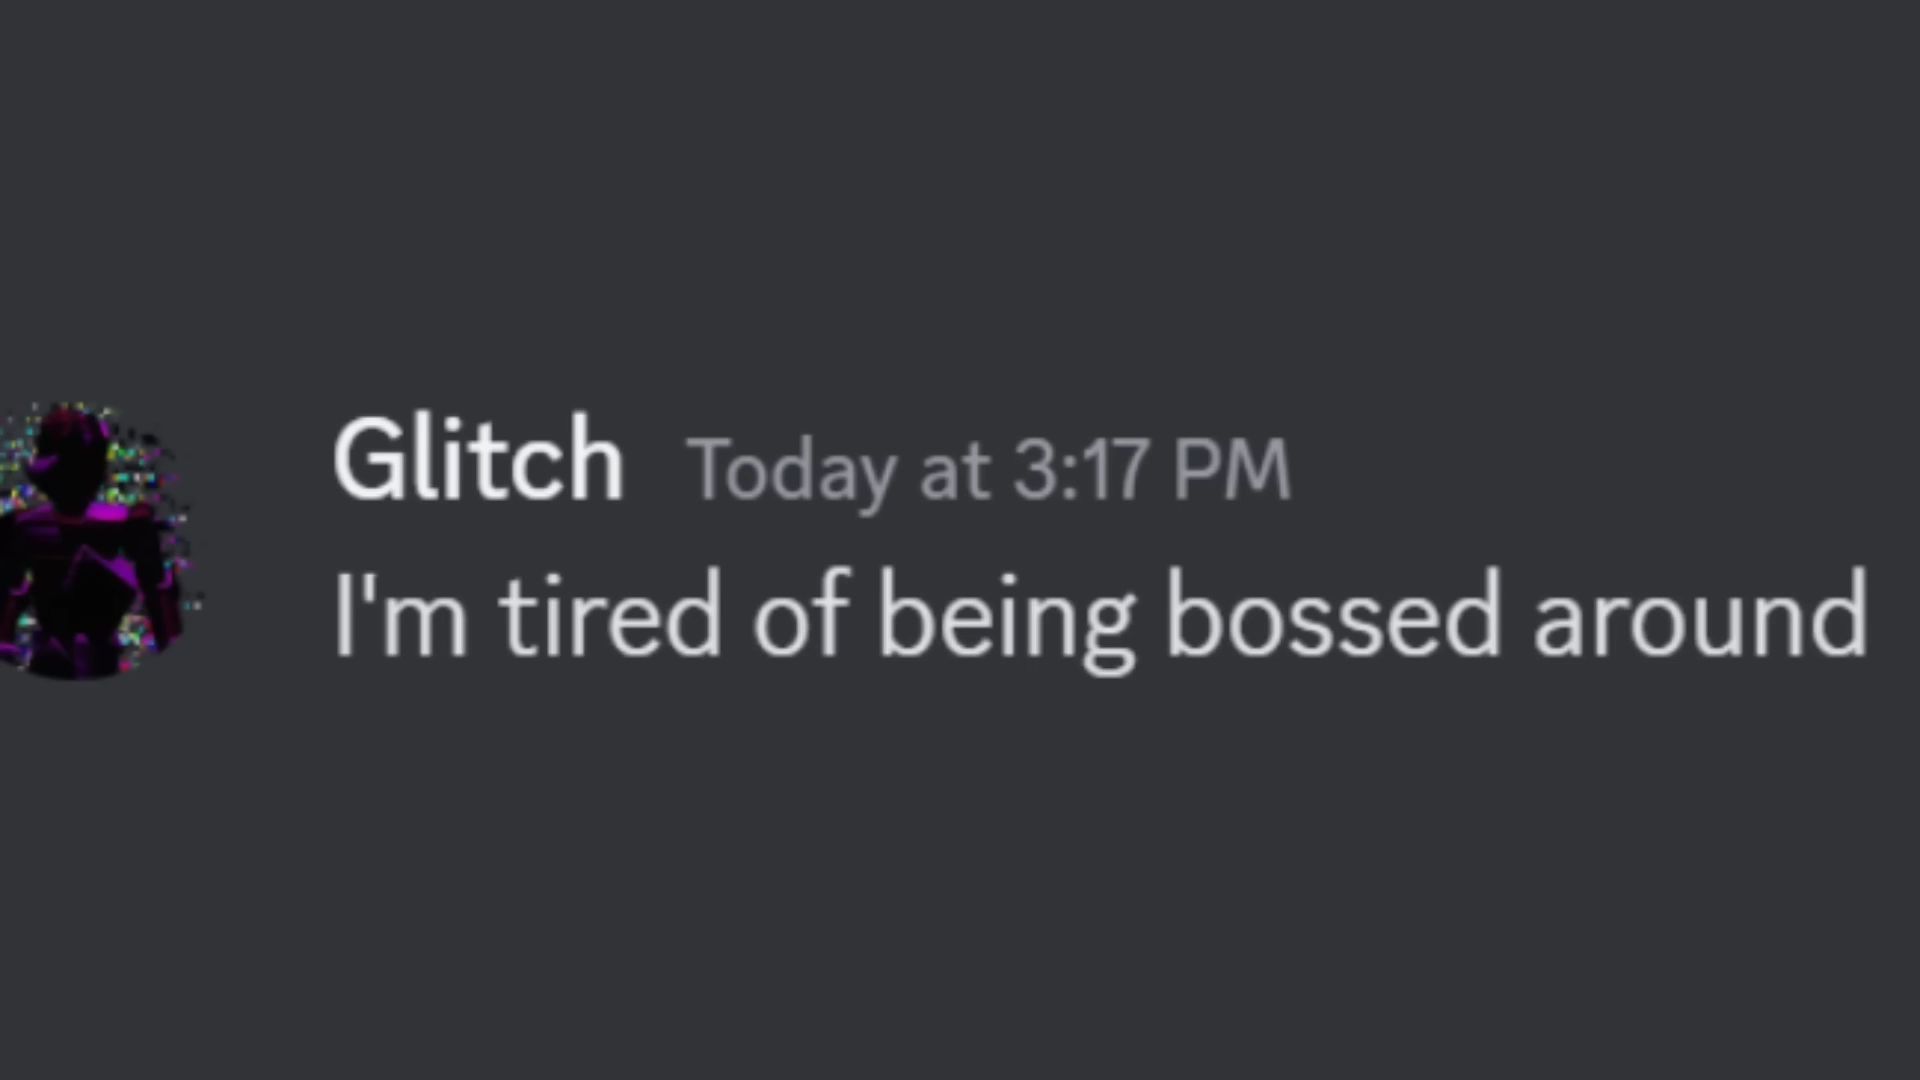 Glitch Today at 3:17 PM
I'm tired of being bossed around